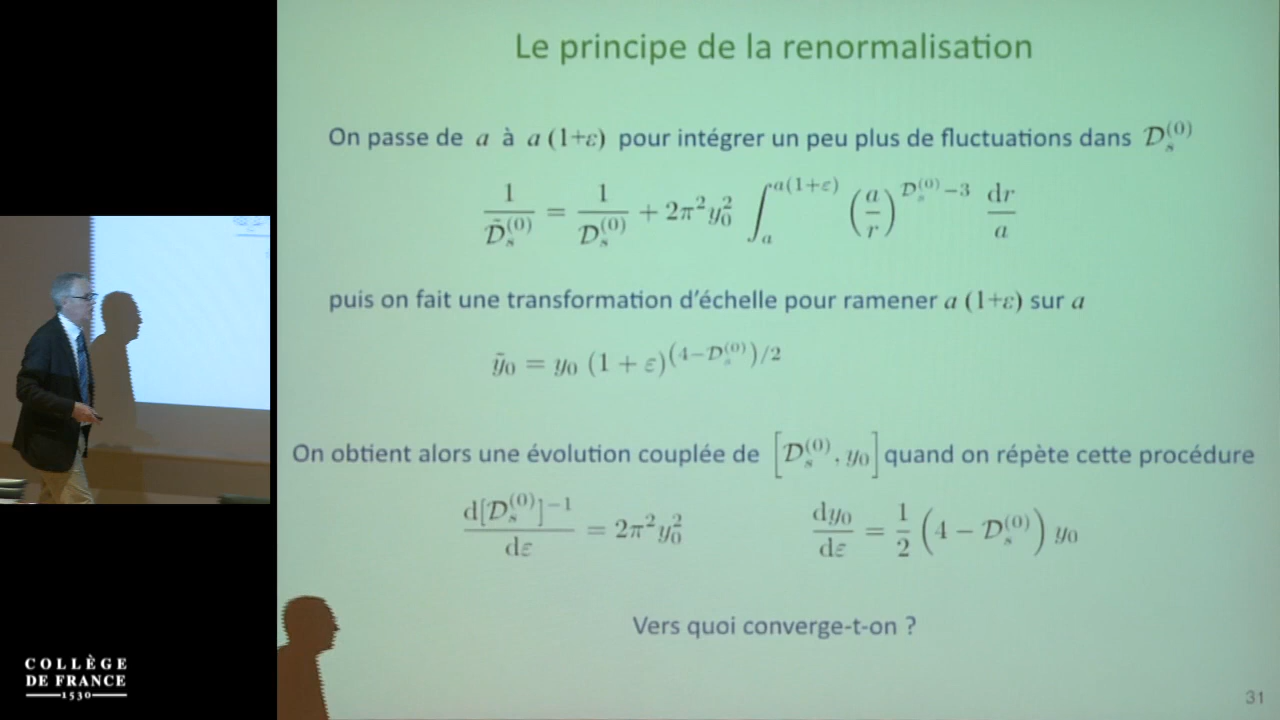 Le principe de la renormalisation
On passe de a à a (1+ε) pour intégrer un peu plus de fluctuations dans 𝒟_s^(0)
1/𝒟̃_s^(0) = 1/𝒟_s^(0) + 2π²y₀² ∫_a^{a(1+ε)} (a/r)^{𝒟_s^(0)−3} dr/a
puis on fait une transformation d'échelle pour ramener a (1+ε) sur a
ỹ₀ = y₀ (1 + ε)^{(4−𝒟_s^(0))/2}
On obtient alors une évolution couplée de [𝒟_s^(0), y₀] quand on répète cette procédure
d[𝒟_s^(0)]^{−1}/dε = 2π²y₀² dy₀/dε = 1/2 (4 − 𝒟_s^(0)) y₀
Vers quoi converge-t-on ?
31
COLLÈGE
DE FRANCE
1530